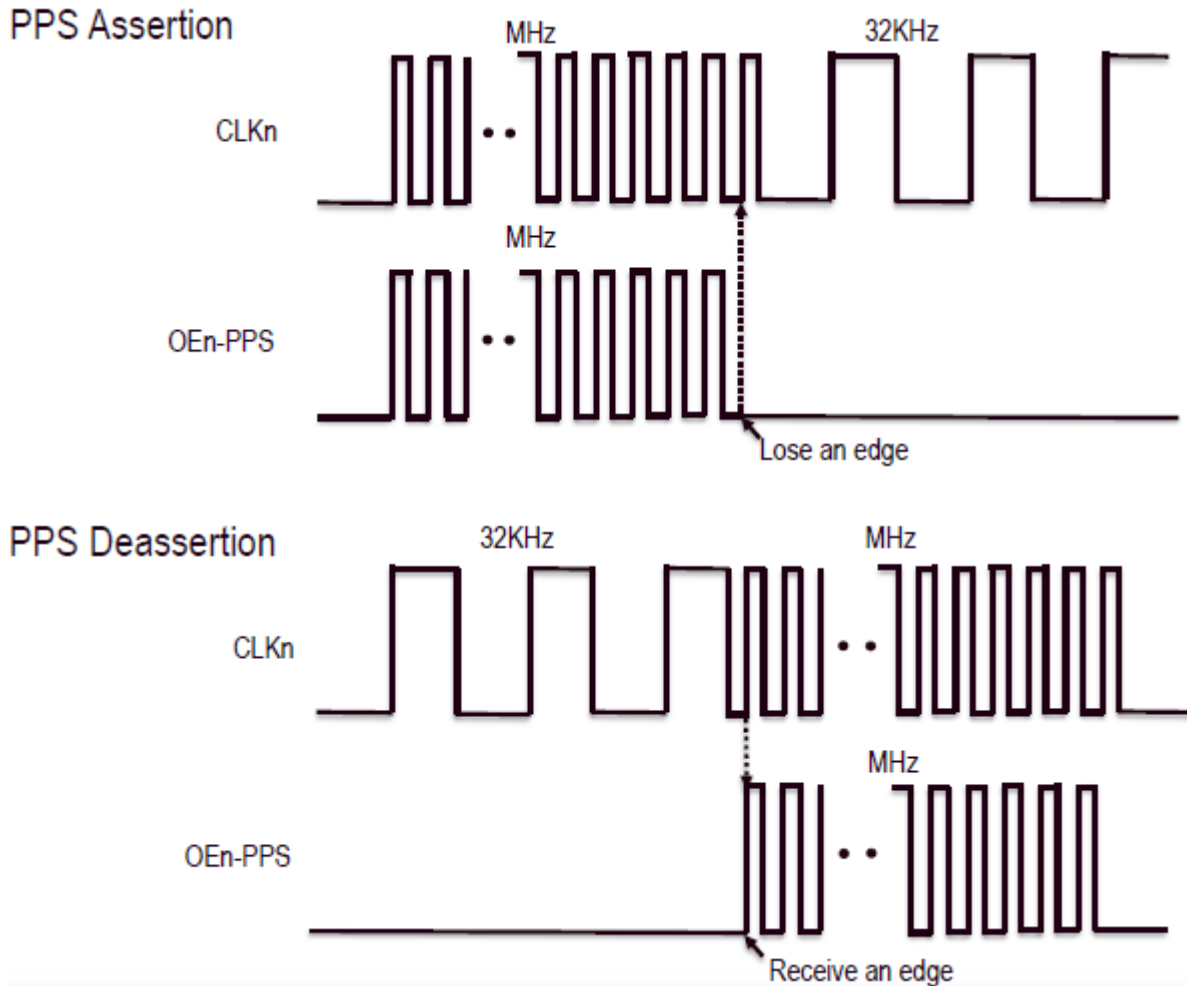 PPS Assertion
MHz
32KHz
CLKn
MHz
OEn-PPS
Lose an edge
PPS Deassertion
32KHz
MHz
CLKn
MHz
OEn-PPS
Receive an edge